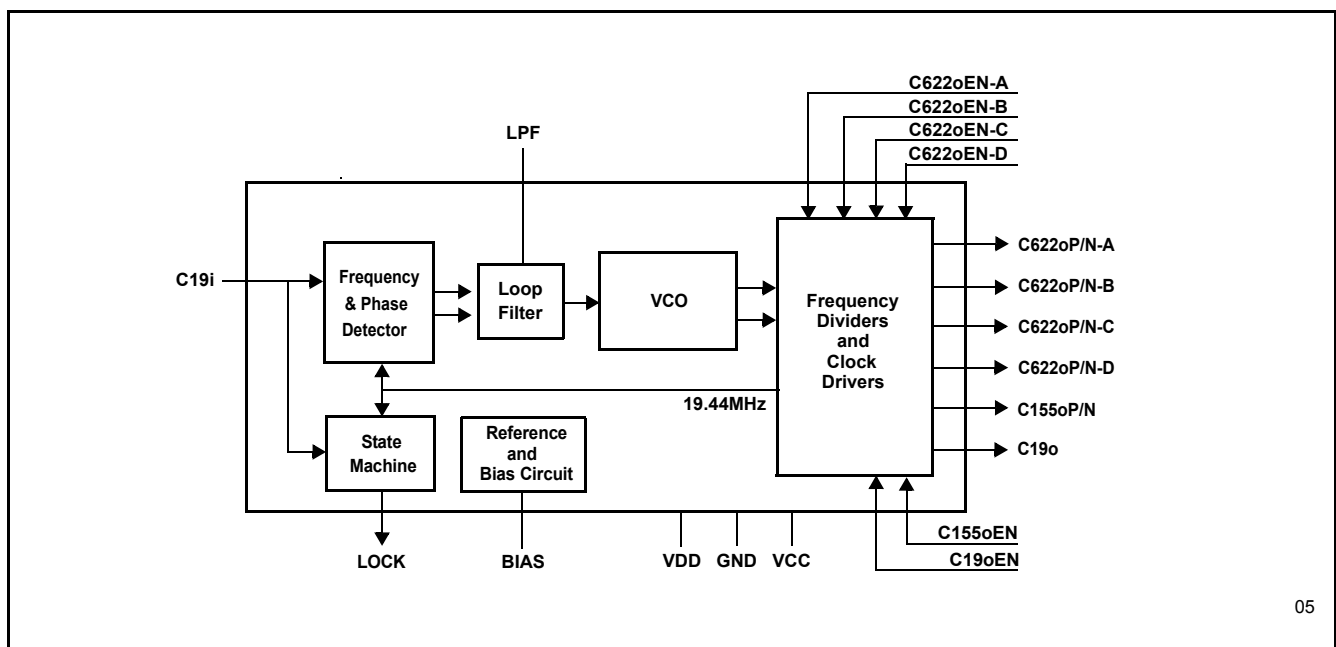 C622oEN-A
C622oEN-B
C622oEN-C
C622oEN-D
LPF
C19i
Frequency
& Phase
Detector
Loop
Filter
VCO
Frequency
Dividers
and
Clock
Drivers
C622oP/N-A
C622oP/N-B
C622oP/N-C
C622oP/N-D
C155oP/N
C19o
19.44MHz
State
Machine
Reference
and
Bias Circuit
LOCK
BIAS
VDD
GND
VCC
C155oEN
C19oEN
05